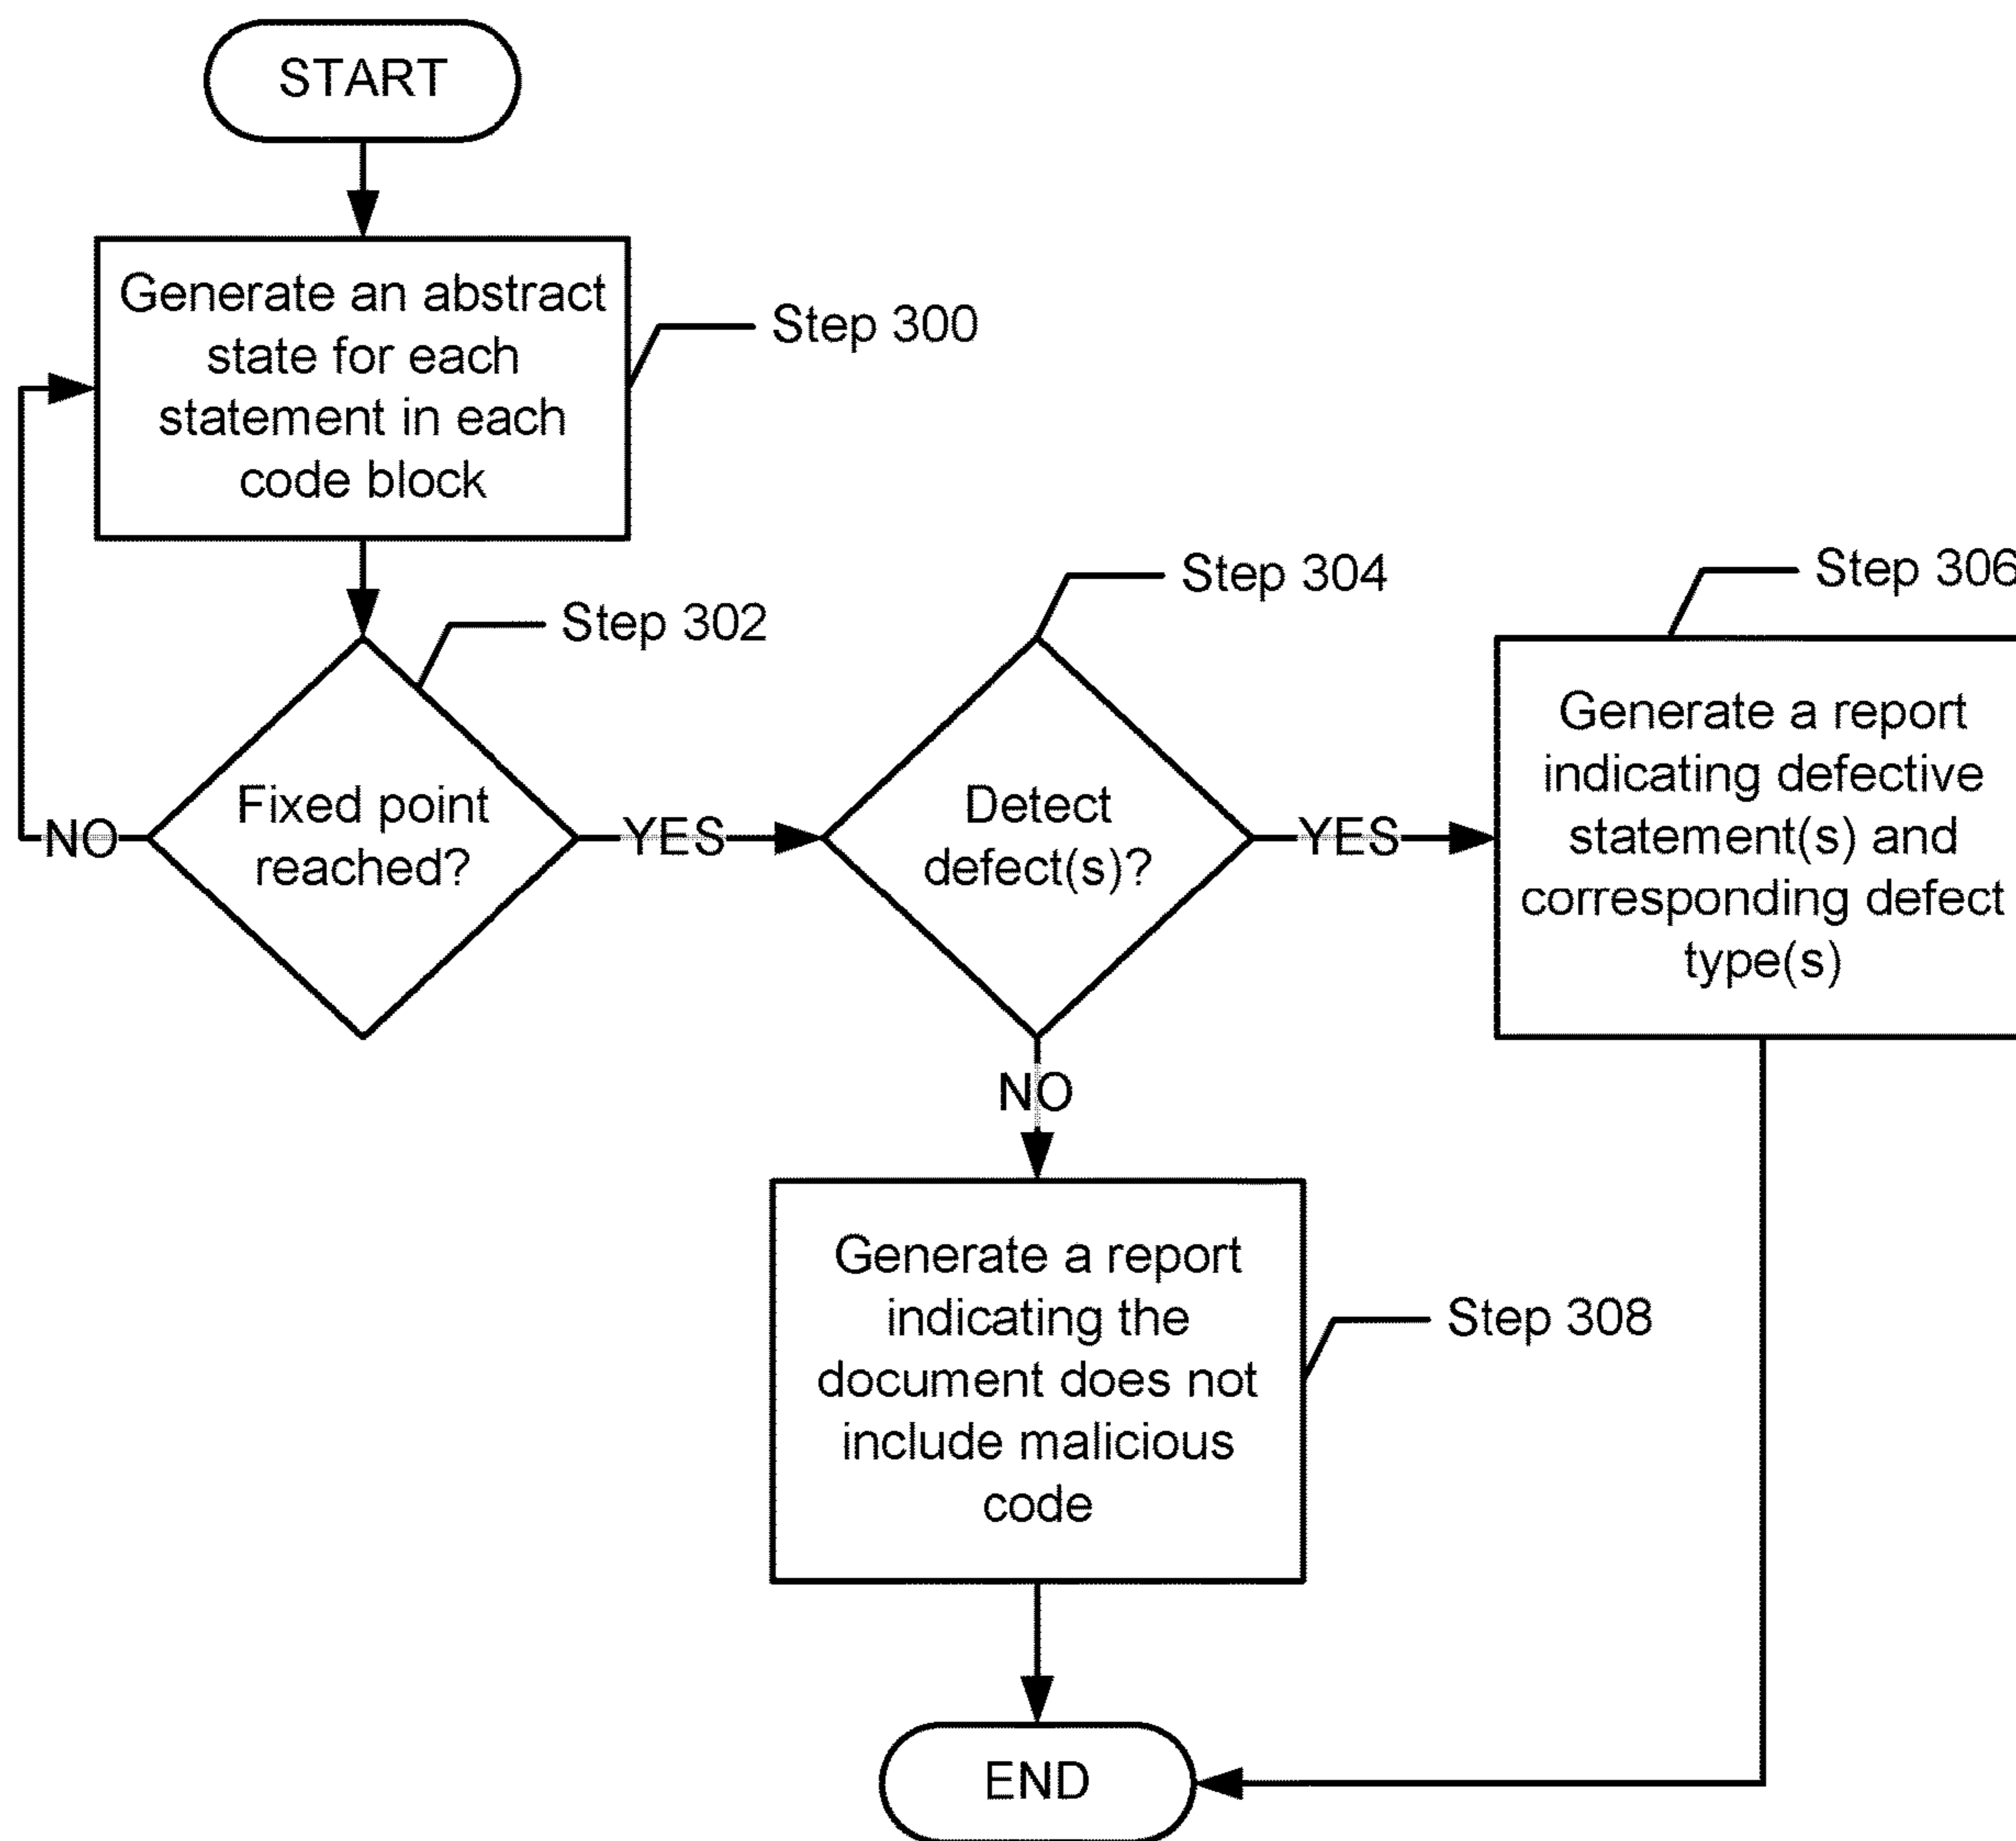 START
Generate an abstract
state for each
statement in each
code block
Step 300
Step 302
Fixed point
reached?
NO
YES
Step 304
Detect
defect(s)?
YES
NO
Step 306
Generate a report
indicating defective
statement(s) and
corresponding defect
type(s)
Generate a report
indicating the
document does not
include malicious
code
Step 308
END